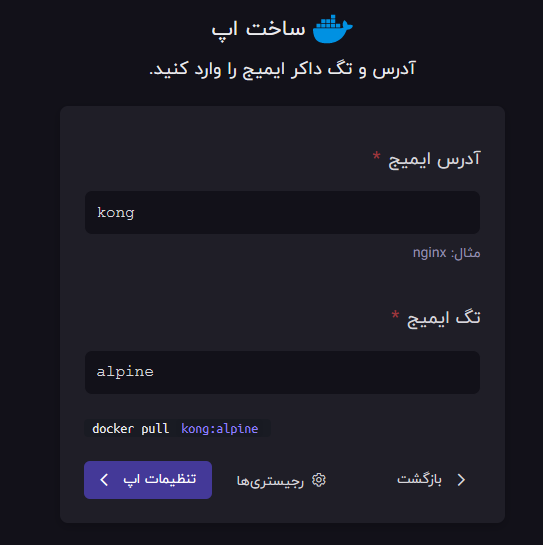 ساخت اپ
آدرس و تگ داکر ایمیج را وارد کنید.
آدرس ایمیج *
kong
مثال: nginx
تگ ایمیج *
alpine
docker pull kong:alpine
بازگشت
رجیستری‌ها
تنظیمات اپ